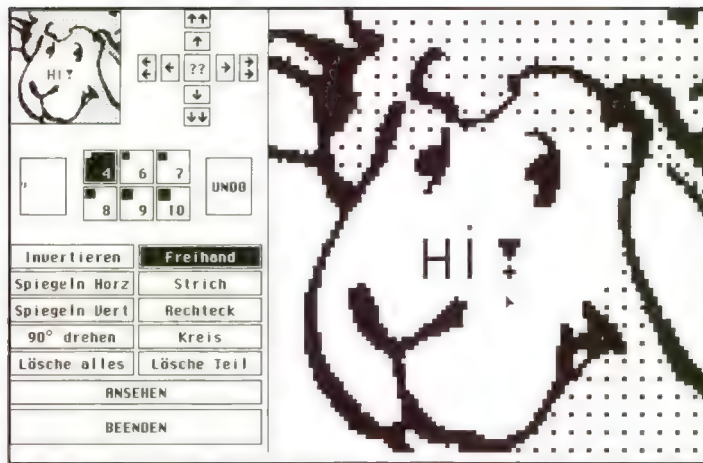 HI!
??
4 6 7
UNDO
8 9 10
Invertieren Freihand
Spiegeln Horz Strich
Spiegeln Vert Rechteck
90° drehen Kreis
Lösche alles Lösche Teil
ANSEHEN
BEENDEN
Hi!